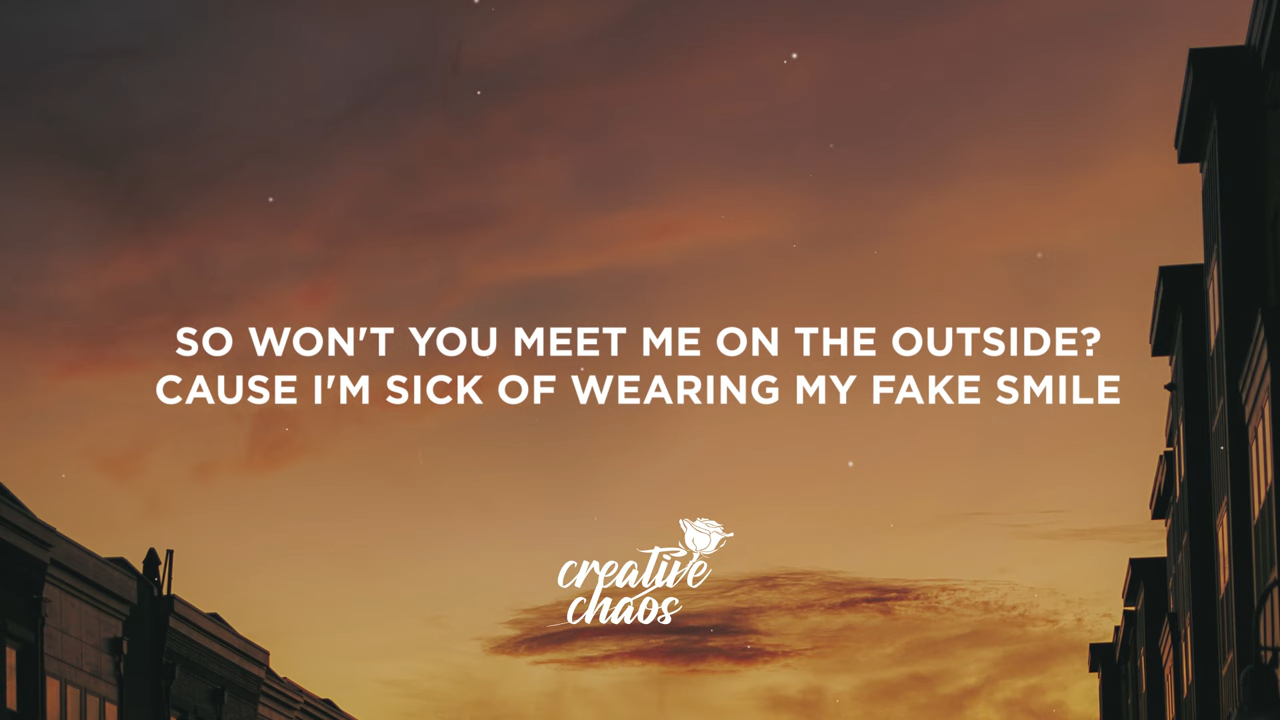 SO WON'T YOU MEET ME ON THE OUTSIDE?
CAUSE I'M SICK OF WEARING MY FAKE SMILE
creative
chaos